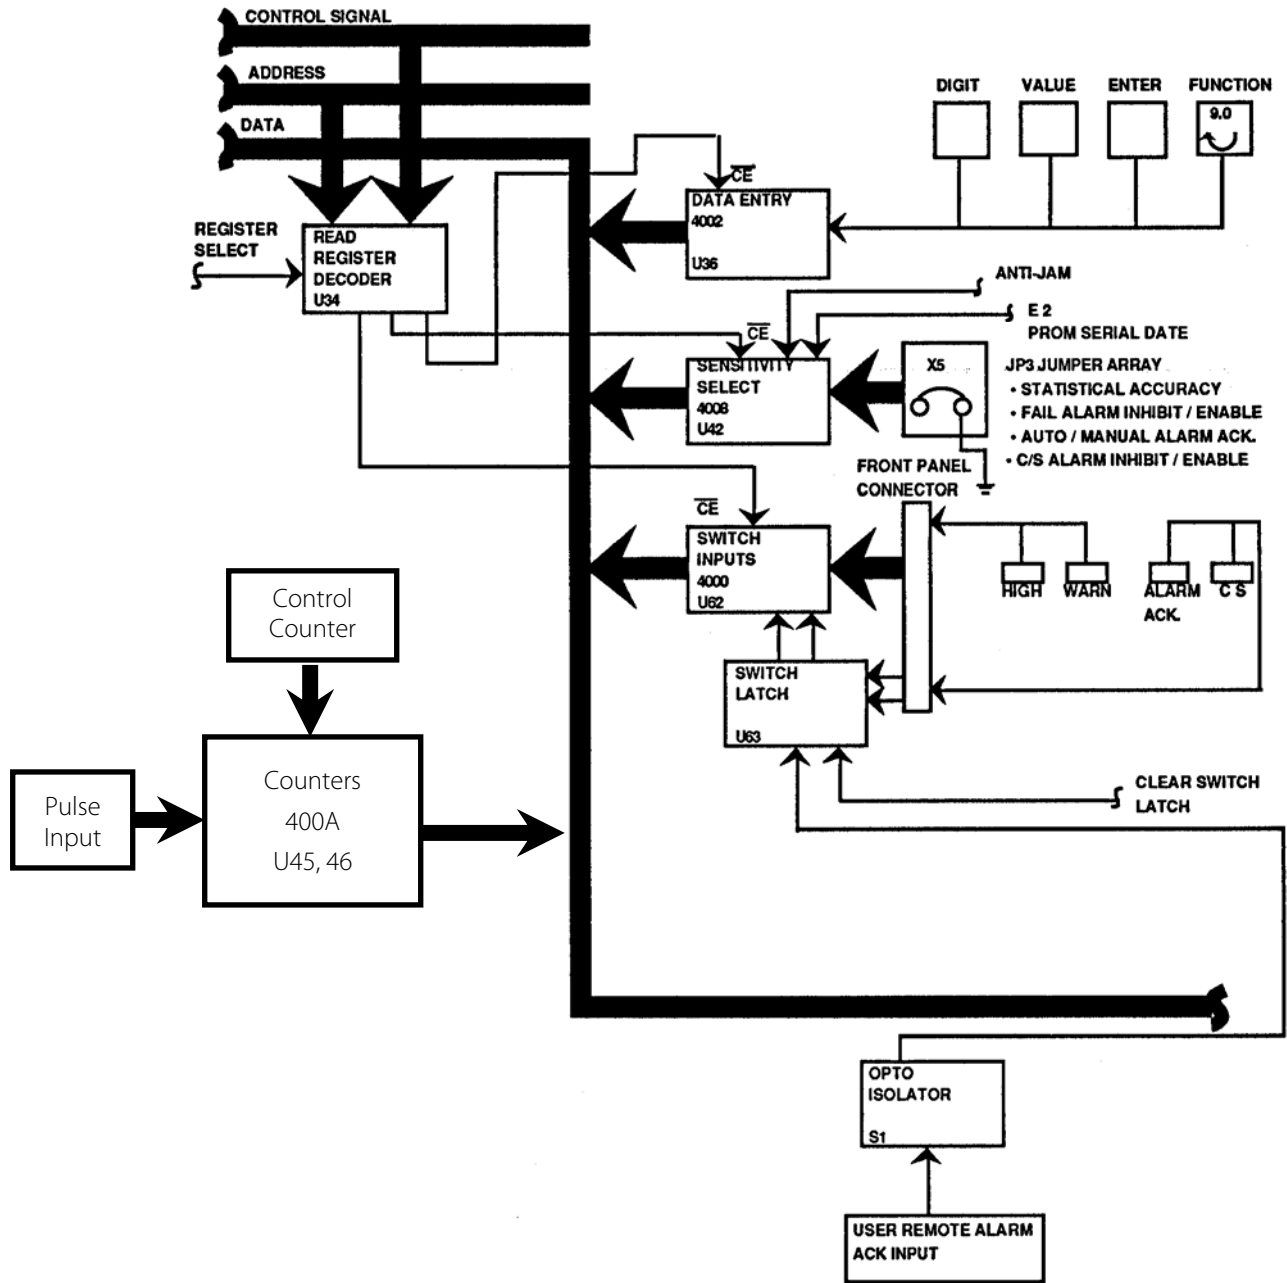 CONTROL SIGNAL
ADDRESS
DATA
DIGIT
VALUE
ENTER
FUNCTION
9.0
CE
DATA ENTRY
4002
U36
REGISTER
SELECT
READ
REGISTER
DECODER
U34
ANTI-JAM
E 2
PROM SERIAL DATE
CE
SENSITIVITY
SELECT
4008
U42
X5
JP3 JUMPER ARRAY
• STATISTICAL ACCURACY
• FAIL ALARM INHIBIT / ENABLE
• AUTO / MANUAL ALARM ACK.
• C/S ALARM INHIBIT / ENABLE
FRONT PANEL
CONNECTOR
CE
SWITCH
INPUTS
4000
U62
HIGH
WARN
ALARM
ACK.
C S
Control
Counter
SWITCH
LATCH
U63
Pulse
Input
Counters
400A
U45, 46
CLEAR SWITCH
LATCH
OPTO
ISOLATOR
S1
USER REMOTE ALARM
ACK INPUT